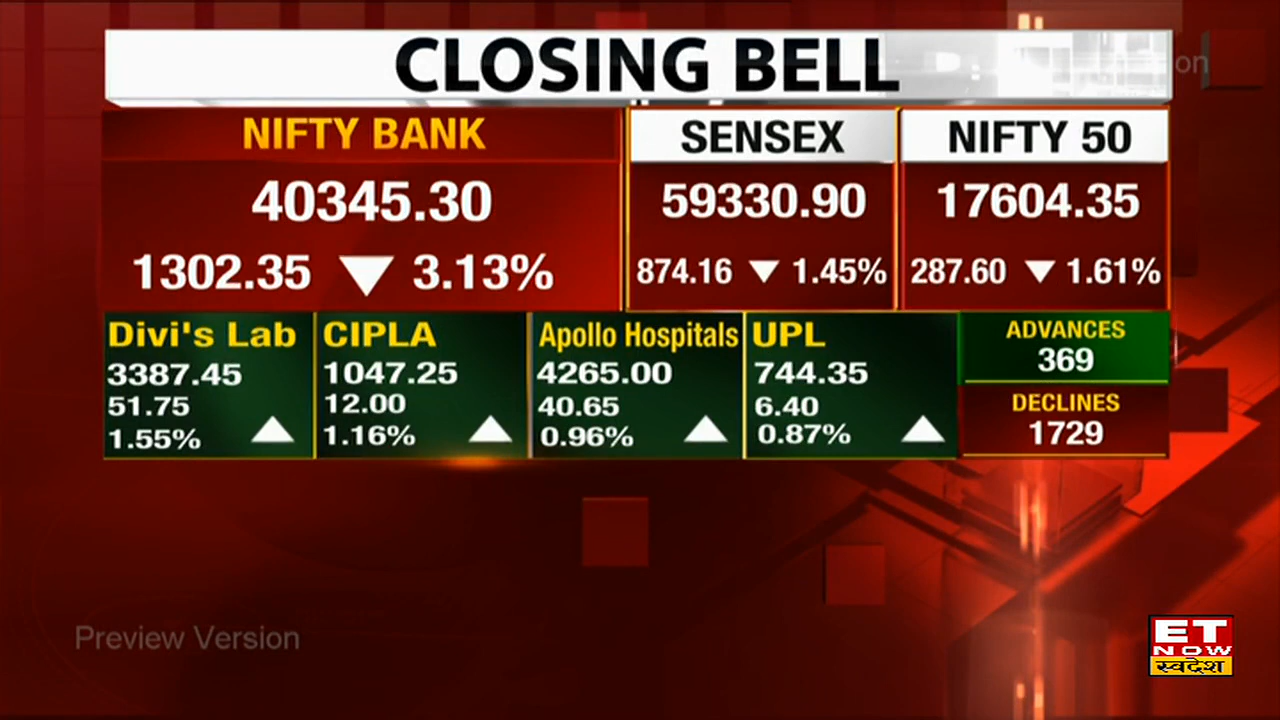 CLOSING BELL
on
NIFTY BANK
40345.30
1302.35 ▼ 3.13%
SENSEX
59330.90
874.16 ▼ 1.45%
NIFTY 50
17604.35
287.60 ▼ 1.61%
Divi's Lab
3387.45
51.75
1.55% ▲
CIPLA
1047.25
12.00
1.16% ▲
Apollo Hospitals
4265.00
40.65
0.96% ▲
UPL
744.35
6.40
0.87% ▲
ADVANCES
369
DECLINES
1729
Preview Version
ET
NOW
स्वदेश